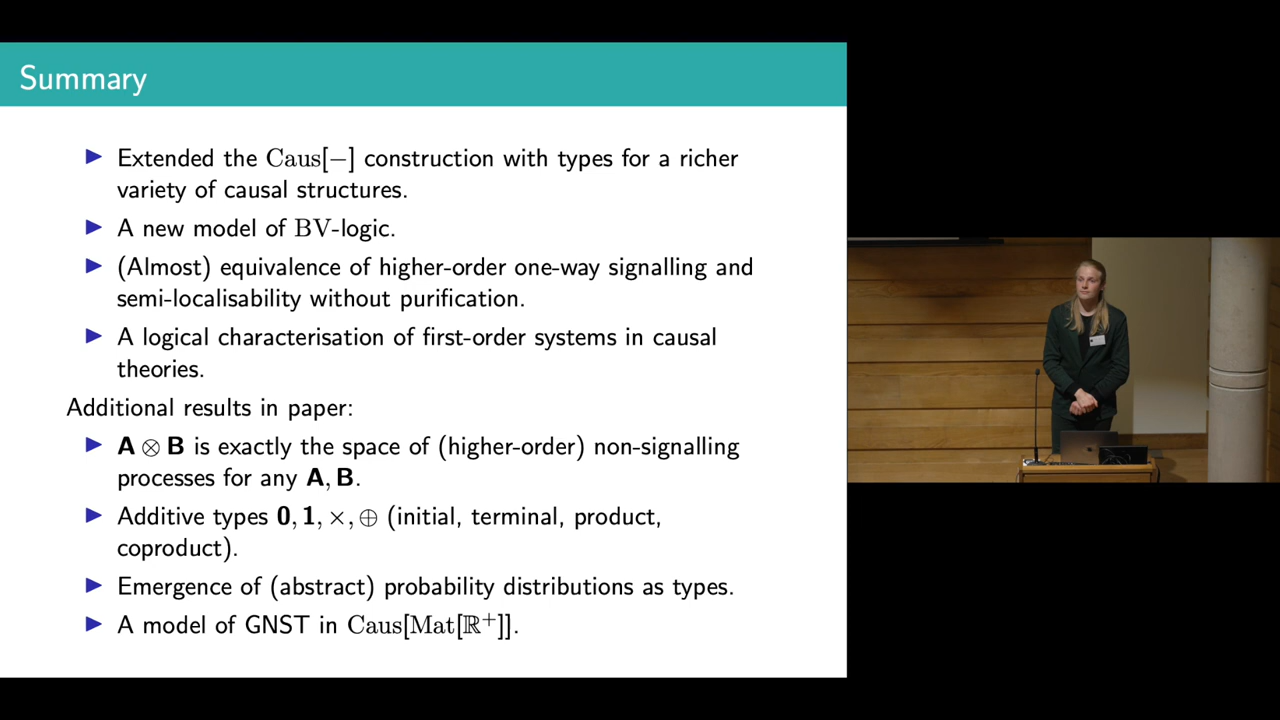 Summary
▶ Extended the Caus[−] construction with types for a richer
variety of causal structures.
▶ A new model of BV-logic.
▶ (Almost) equivalence of higher-order one-way signalling and
semi-localisability without purification.
▶ A logical characterisation of first-order systems in causal
theories.
Additional results in paper:
▶ A ⊗ B is exactly the space of (higher-order) non-signalling
processes for any A, B.
▶ Additive types 0, 1, ×, ⊕ (initial, terminal, product,
coproduct).
▶ Emergence of (abstract) probability distributions as types.
▶ A model of GNST in Caus[Mat[ℝ⁺]].